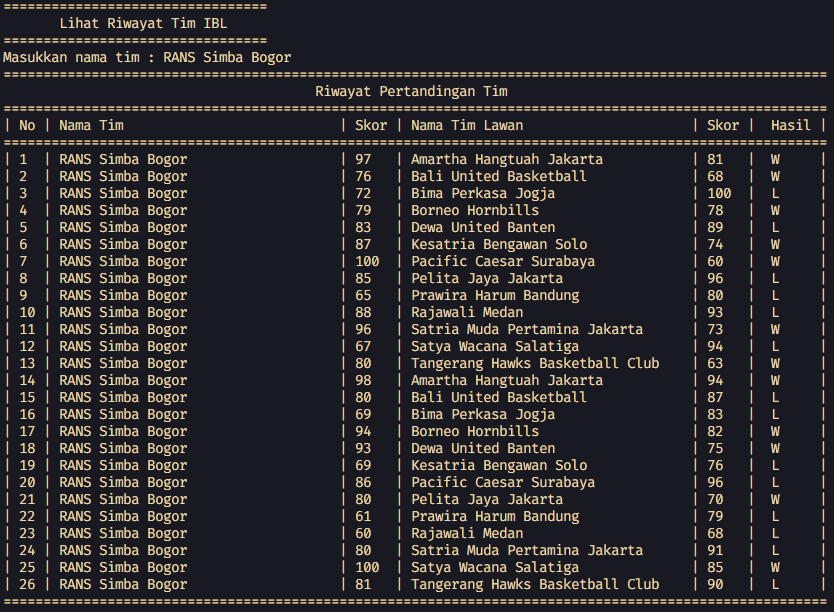 =================================
Lihat Riwayat Tim IBL
=================================
Masukkan nama tim : RANS Simba Bogor
=======================================================================================================
Riwayat Pertandingan Tim
=======================================================================================================
| No | Nama Tim | Skor | Nama Tim Lawan | Skor | Hasil |
=======================================================================================================
| 1 | RANS Simba Bogor | 97 | Amartha Hangtuah Jakarta | 81 | W |
| 2 | RANS Simba Bogor | 76 | Bali United Basketball | 68 | W |
| 3 | RANS Simba Bogor | 72 | Bima Perkasa Jogja | 100 | L |
| 4 | RANS Simba Bogor | 79 | Borneo Hornbills | 78 | W |
| 5 | RANS Simba Bogor | 83 | Dewa United Banten | 89 | L |
| 6 | RANS Simba Bogor | 87 | Kesatria Bengawan Solo | 74 | W |
| 7 | RANS Simba Bogor | 100 | Pacific Caesar Surabaya | 60 | W |
| 8 | RANS Simba Bogor | 85 | Pelita Jaya Jakarta | 96 | L |
| 9 | RANS Simba Bogor | 65 | Prawira Harum Bandung | 80 | L |
| 10 | RANS Simba Bogor | 88 | Rajawali Medan | 93 | L |
| 11 | RANS Simba Bogor | 96 | Satria Muda Pertamina Jakarta | 73 | W |
| 12 | RANS Simba Bogor | 67 | Satya Wacana Salatiga | 94 | L |
| 13 | RANS Simba Bogor | 80 | Tangerang Hawks Basketball Club | 63 | W |
| 14 | RANS Simba Bogor | 98 | Amartha Hangtuah Jakarta | 94 | W |
| 15 | RANS Simba Bogor | 80 | Bali United Basketball | 87 | L |
| 16 | RANS Simba Bogor | 69 | Bima Perkasa Jogja | 83 | L |
| 17 | RANS Simba Bogor | 94 | Borneo Hornbills | 82 | W |
| 18 | RANS Simba Bogor | 93 | Dewa United Banten | 75 | W |
| 19 | RANS Simba Bogor | 69 | Kesatria Bengawan Solo | 76 | L |
| 20 | RANS Simba Bogor | 86 | Pacific Caesar Surabaya | 96 | L |
| 21 | RANS Simba Bogor | 80 | Pelita Jaya Jakarta | 70 | W |
| 22 | RANS Simba Bogor | 61 | Prawira Harum Bandung | 79 | L |
| 23 | RANS Simba Bogor | 60 | Rajawali Medan | 68 | L |
| 24 | RANS Simba Bogor | 80 | Satria Muda Pertamina Jakarta | 91 | L |
| 25 | RANS Simba Bogor | 100 | Satya Wacana Salatiga | 85 | W |
| 26 | RANS Simba Bogor | 81 | Tangerang Hawks Basketball Club | 90 | L |
=======================================================================================================